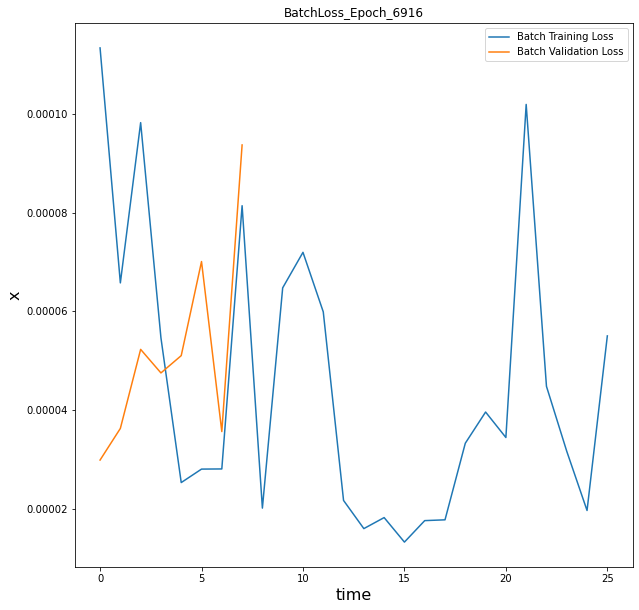 BatchLoss_Epoch_6916
Batch Training Loss
Batch Validation Loss
0.00010
0.00008
0.00006
0.00004
0.00002
x
0 5 10 15 20 25
time